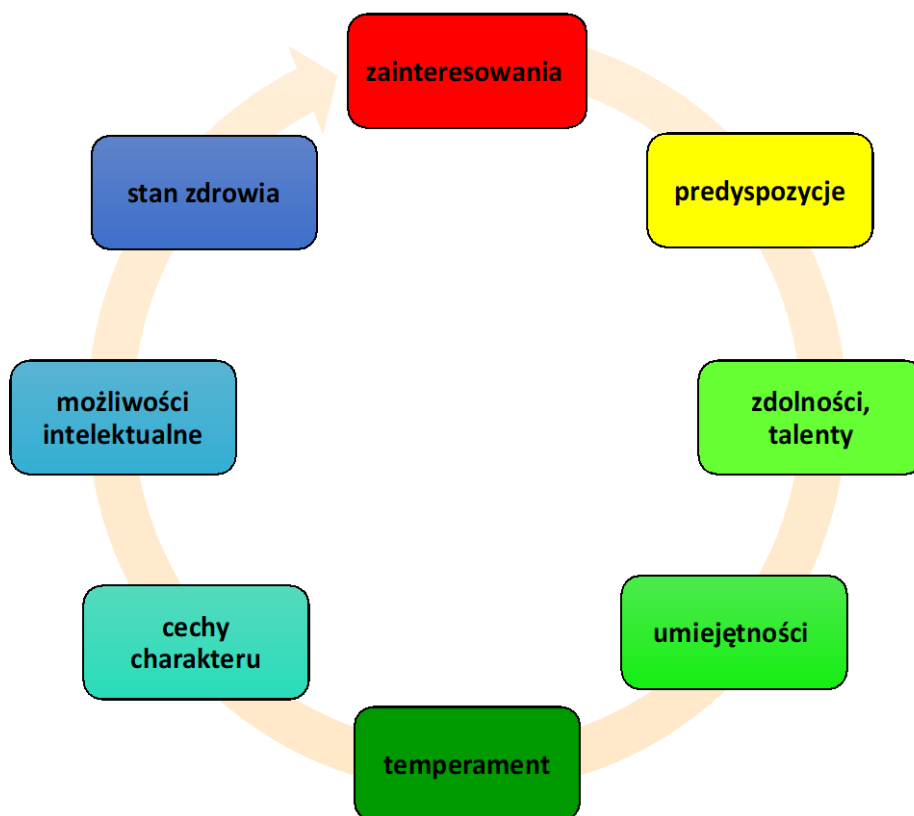 zainteresowania
predyspozycje
zdolności,
talenty
umiejętności
temperament
cechy
charakteru
możliwości
intelektualne
stan zdrowia